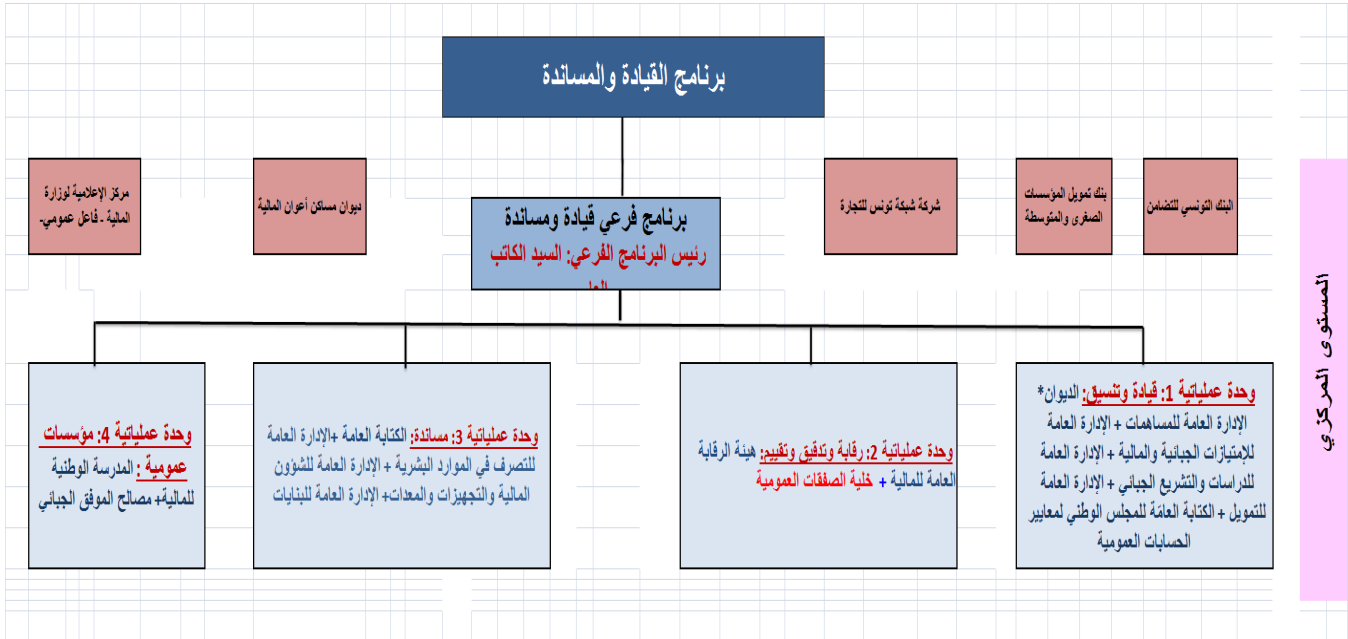 برنامج القيادة والمساندة
البنك التونسي للتضامن
بنك تمويل المؤسسات
الصغرى والمتوسطة
شركة شبكة تونس للتجارة
ديوان مساكن أعوان المالية
مركز الإعلامية لوزارة
المالية - فاعل عمومي-
برنامج فرعي قيادة ومساندة
رئيس البرنامج الفرعي: السيد الكاتب
المستوى المركزي
وحدة عملياتية 1: قيادة وتنسيق: الديوان*
الإدارة العامة للمساهمات + الإدارة العامة
للإمتيازات الجبائية والمالية + الإدارة العامة
للدراسات والتشريع الجبائي + الإدارة العامة
للتمويل + الكتابة العامّة للمجلس الوطني لمعايير
الحسابات العمومية
وحدة عملياتية 2: رقابة وتدقيق وتقييم: هيئة الرقابة
العامة للمالية + خلية الصفقات العمومية
وحدة عملياتية 3: مساندة: الكتابة العامة +الإدارة العامة
للتصرف في الموارد البشرية + الإدارة العامة للشؤون
المالية والتجهيزات والمعدات+ الإدارة العامة للبنايات
وحدة عملياتية 4: مؤسسات
عمومية : المدرسة الوطنية
للمالية+ مصالح الموفق الجبائي